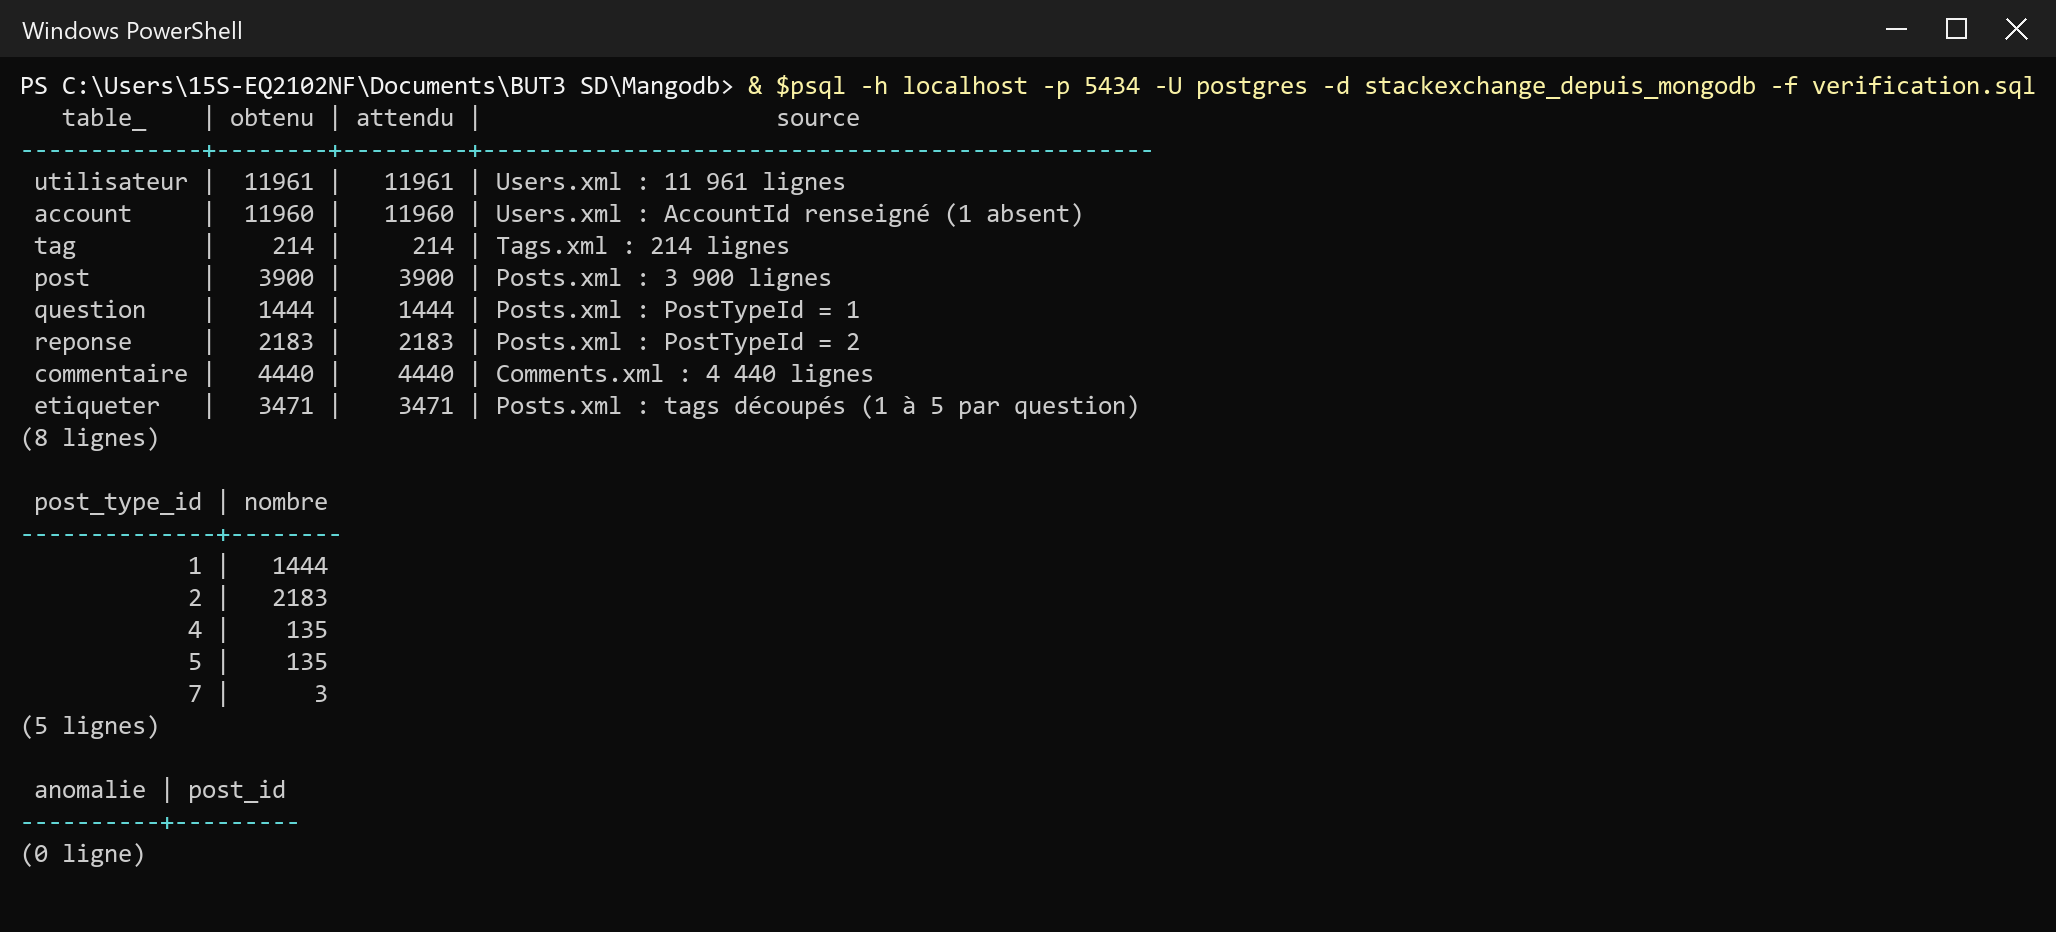 Windows PowerShell
PS C:\Users\15S-EQ2102NF\Documents\BUT3 SD\Mangodb> & $psql -h localhost -p 5434 -U postgres -d stackexchange_depuis_mongodb -f verification.sql
   table_    | obtenu | attendu |                     source
-------------+--------+---------+------------------------------------------------
 utilisateur |  11961 |   11961 | Users.xml : 11 961 lignes
 account     |  11960 |   11960 | Users.xml : AccountId renseigné (1 absent)
 tag         |    214 |     214 | Tags.xml : 214 lignes
 post        |   3900 |    3900 | Posts.xml : 3 900 lignes
 question    |   1444 |    1444 | Posts.xml : PostTypeId = 1
 reponse     |   2183 |    2183 | Posts.xml : PostTypeId = 2
 commentaire |   4440 |    4440 | Comments.xml : 4 440 lignes
 etiqueter   |   3471 |    3471 | Posts.xml : tags découpés (1 à 5 par question)
(8 lignes)
 post_type_id | nombre
--------------+--------
            1 |   1444
            2 |   2183
            4 |    135
            5 |    135
            7 |      3
(5 lignes)
 anomalie | post_id
----------+---------
(0 ligne)